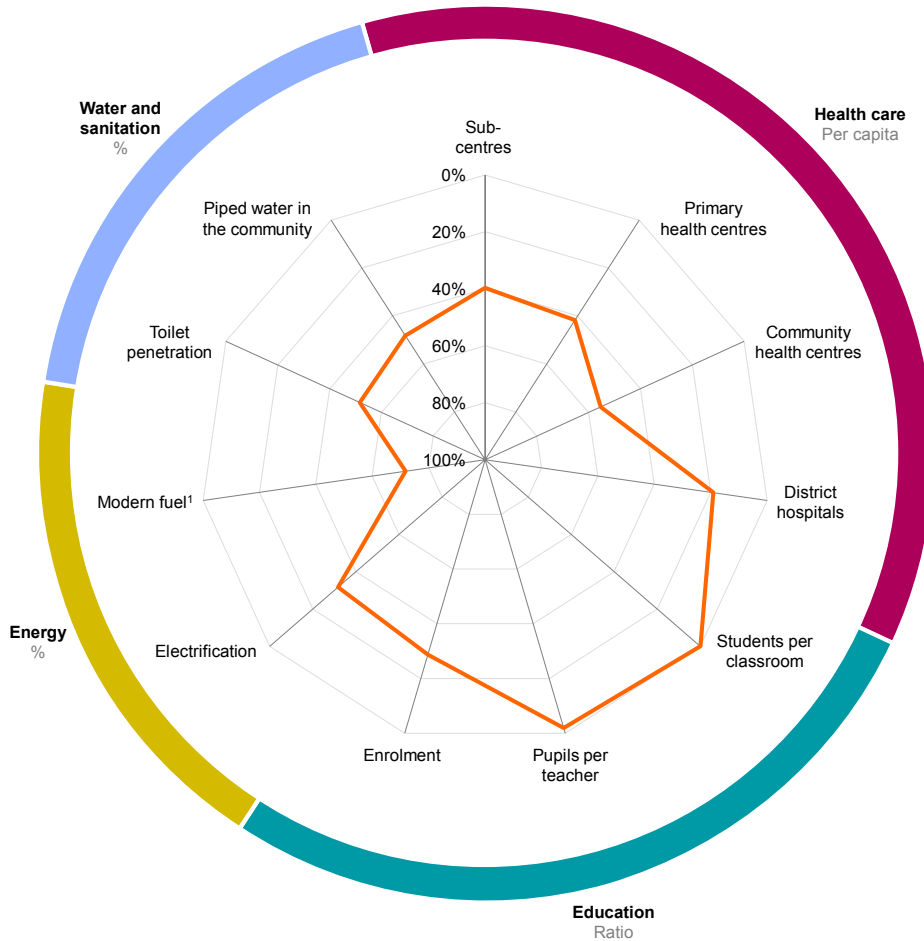 Water and
sanitation
%
Health care
Per capita
Sub-
centres
0%
20%
40%
60%
80%
100%
Piped water in
the community
Primary
health centres
Toilet
penetration
Community
health centres
Modern fuel¹
District
hospitals
Energy
%
Electrification
Students per
classroom
Enrolment
Pupils per
teacher
Education
Ratio